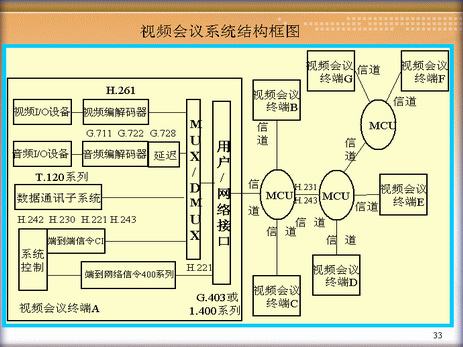 视频会议系统结构框图
H.261
视频I/O设备
视频编解码器
G.711 G.722 G.728
音频I/O设备
音频编解码器
延迟
T.120系列
数据通讯子系统
H.242 H.230 H.221 H.243
系统
控制
端到端信令CI
端到网络信令400系列
MUX/DMUX
H.221
用户/网络接口
G.403或
1.400系列
视频会议终端A
信道
视频会议
终端B
信道
MCU
信道
视频会议
终端C
H.231
H.243
MCU
信道
信道
视频会议
终端D
信道
视频会议
终端E
信道
MCU
信道
视频会议
终端G
信道
视频会议
终端F
33